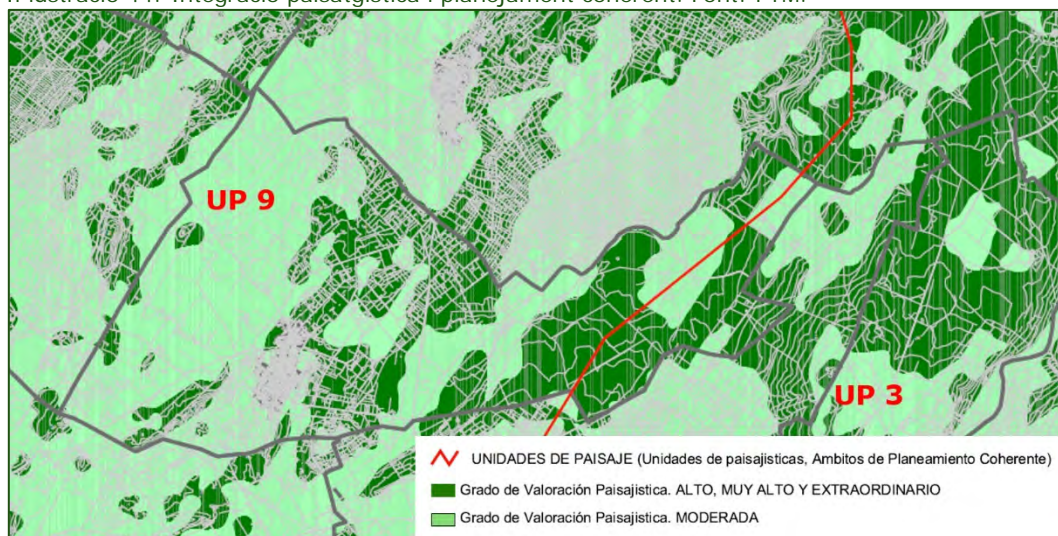 UP 9
UP 3
UNIDADES DE PAISAJE (Unidades de paisajisticas, Ambitos de Planeamiento Coherente)
Grado de Valoración Paisajistica. ALTO, MUY ALTO Y EXTRAORDINARIO
Grado de Valoración Paisajistica. MODERADA